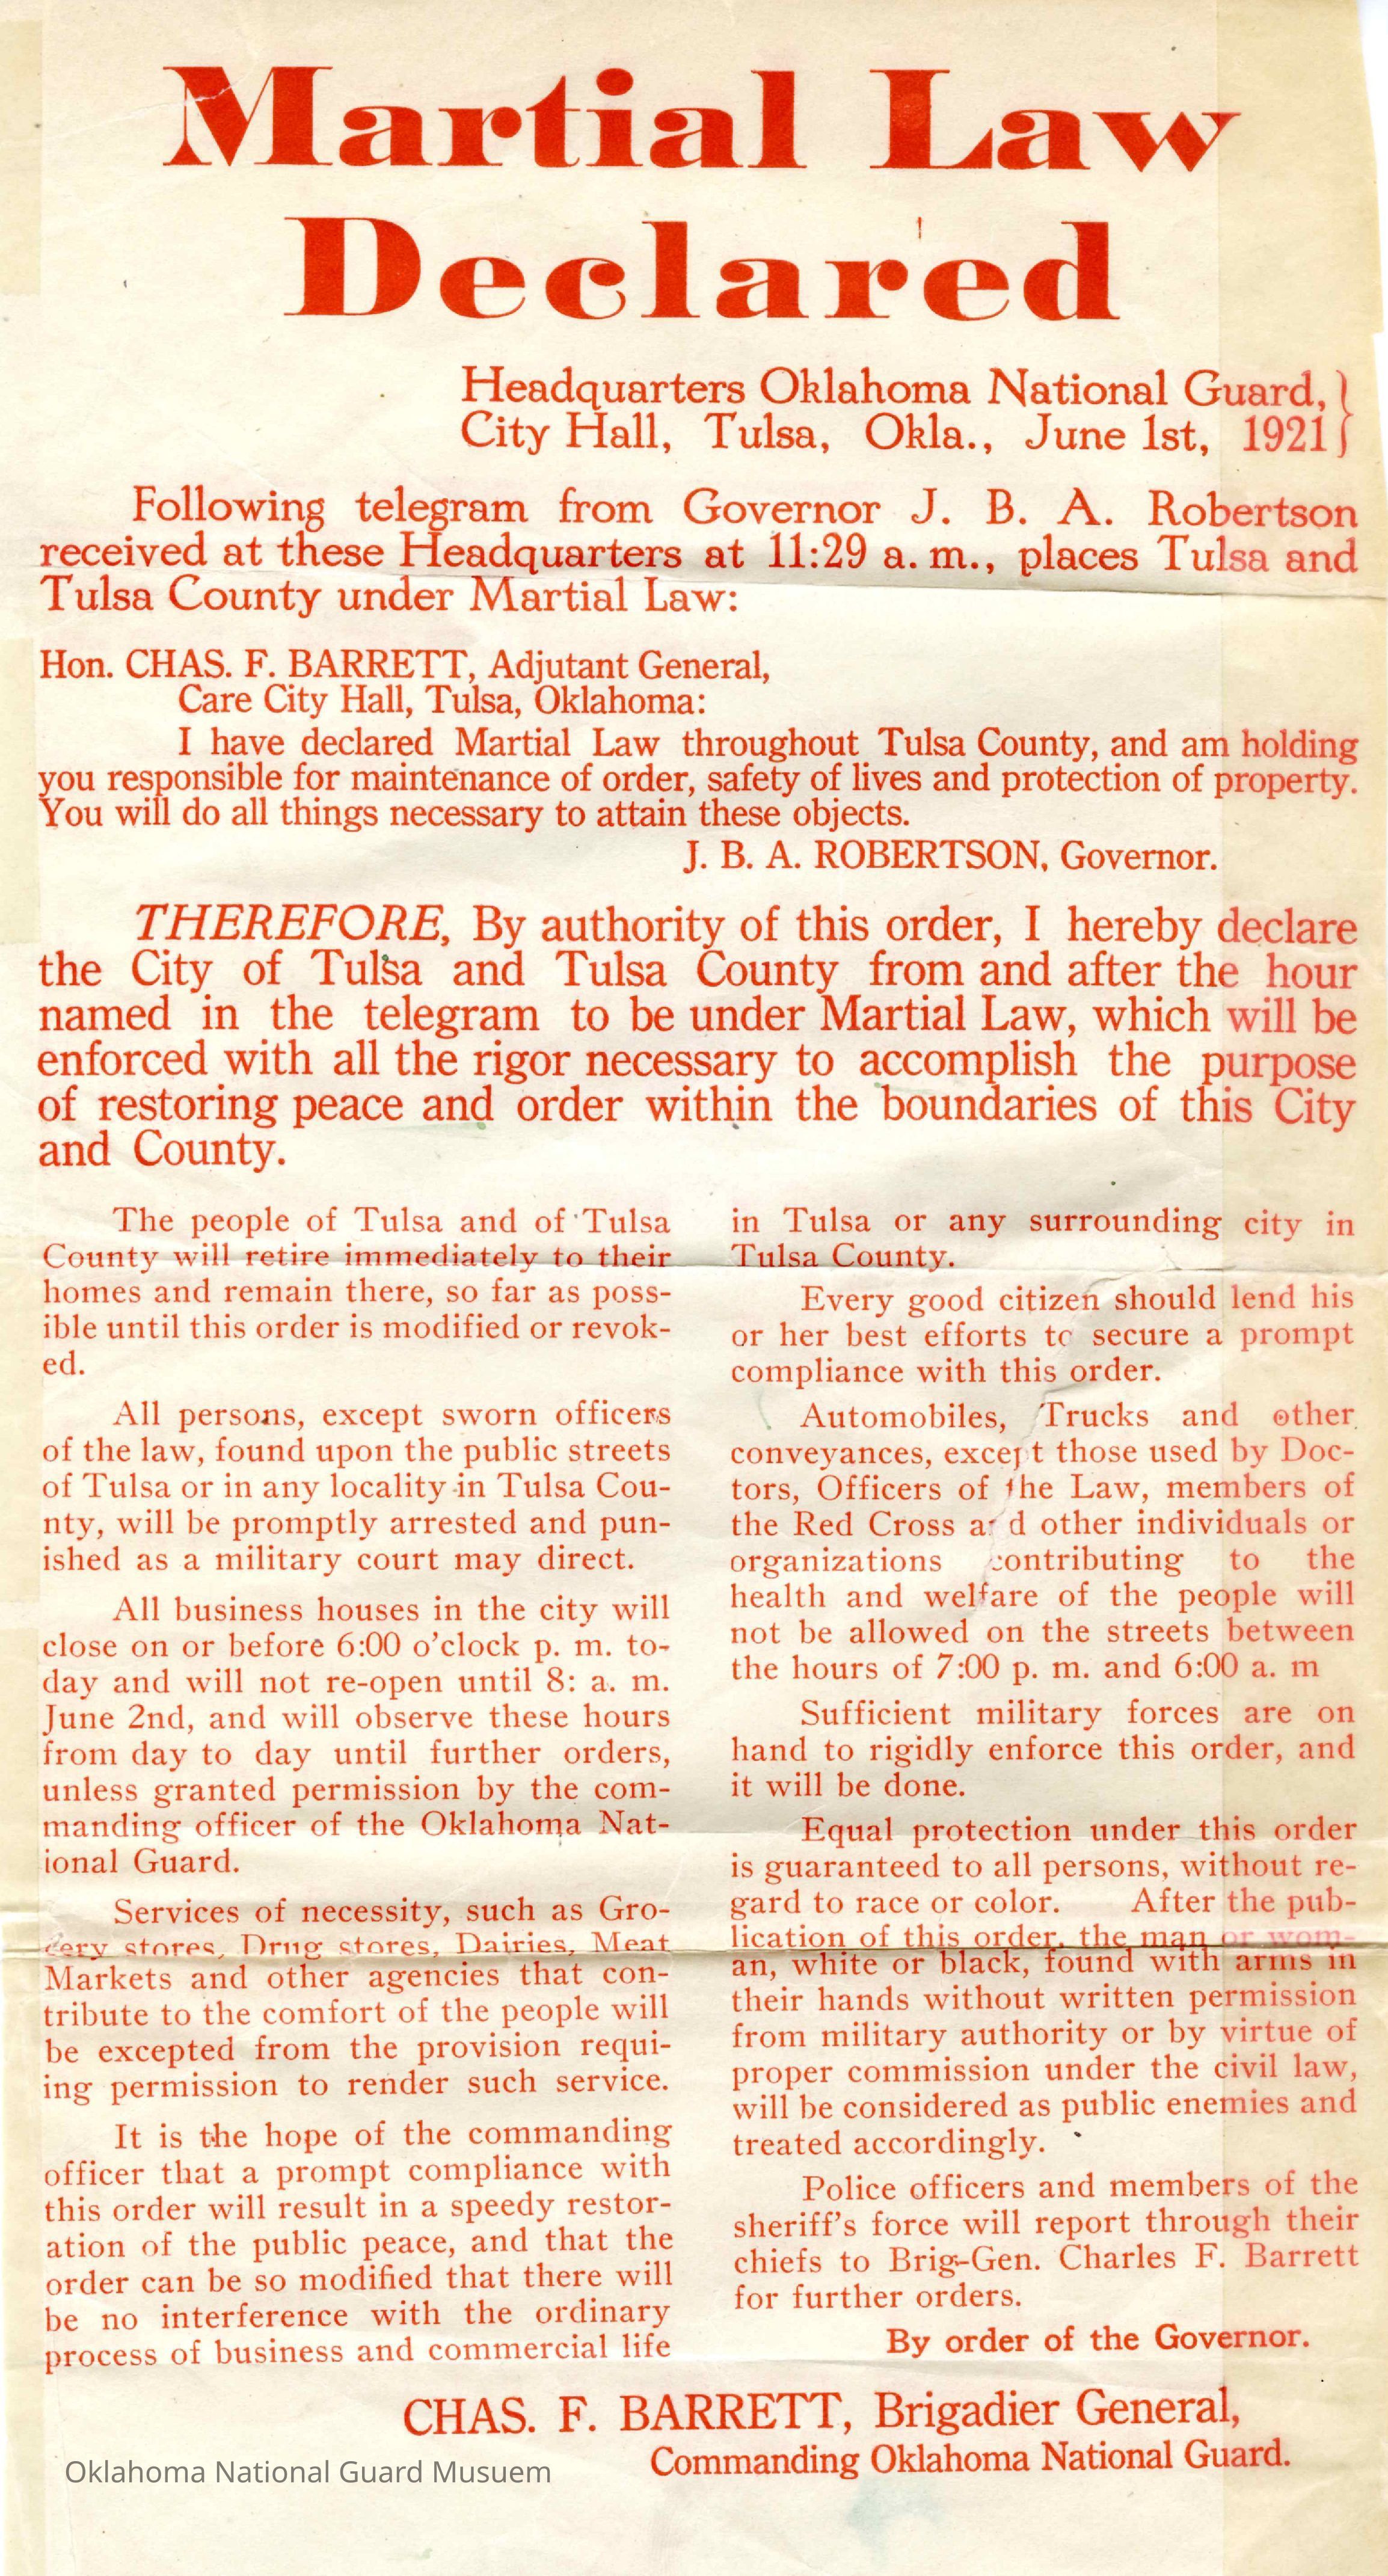 Martial Law
Declared
Headquarters Oklahoma National Guard,
City Hall, Tulsa, Okla., June 1st, 1921
Following telegram from Governor J. B. A. Robertson
received at these Headquarters at 11:29 a. m., places Tulsa and
Tulsa County under Martial Law:
Hon. CHAS. F. BARRETT, Adjutant General,
Care City Hall, Tulsa, Oklahoma:
I have declared Martial Law throughout Tulsa County, and am holding
you responsible for maintenance of order, safety of lives and protection of property.
You will do all things necessary to attain these objects.
J. B. A. ROBERTSON, Governor.
THEREFORE, By authority of this order, I hereby declare
the City of Tulsa and Tulsa County from and after the hour
named in the telegram to be under Martial Law, which will be
enforced with all the rigor necessary to accomplish the purpose
of restoring peace and order within the boundaries of this City
and County.
The people of Tulsa and of Tulsa
County will retire immediately to their
homes and remain there, so far as poss-
ible until this order is modified or revok-
ed.
All persons, except sworn officers
of the law, found upon the public streets
of Tulsa or in any locality in Tulsa Cou-
nty, will be promptly arrested and pun-
ished as a military court may direct.
All business houses in the city will
close on or before 6:00 o'clock p. m. to-
day and will not re-open until 8: a. m.
June 2nd, and will observe these hours
from day to day until further orders,
unless granted permission by the com-
manding officer of the Oklahoma Nat-
ional Guard.
Services of necessity, such as Gro-
cery stores, Drug stores, Dairies, Meat
Markets and other agencies that con-
tribute to the comfort of the people will
be excepted from the provision requi-
ing permission to render such service.
It is the hope of the commanding
officer that a prompt compliance with
this order will result in a speedy restor-
ation of the public peace, and that the
order can be so modified that there will
be no interference with the ordinary
process of business and commercial life
in Tulsa or any surrounding city in
Tulsa County.
Every good citizen should lend his
or her best efforts to secure a prompt
compliance with this order.
Automobiles, Trucks and other
conveyances, except those used by Doc-
tors, Officers of the Law, members of
the Red Cross and other individuals or
organizations contributing to the
health and welfare of the people will
not be allowed on the streets between
the hours of 7:00 p. m. and 6:00 a. m
Sufficient military forces are on
hand to rigidly enforce this order, and
it will be done.
Equal protection under this order
is guaranteed to all persons, without re-
gard to race or color. After the pub-
lication of this order, the man or wom-
an, white or black, found with arms in
their hands without written permission
from military authority or by virtue of
proper commission under the civil law,
will be considered as public enemies and
treated accordingly.
Police officers and members of the
sheriff's force will report through their
chiefs to Brig-Gen. Charles F. Barrett
for further orders.
By order of the Governor.
CHAS. F. BARRETT, Brigadier General,
Commanding Oklahoma National Guard.
Oklahoma National Guard Musuem